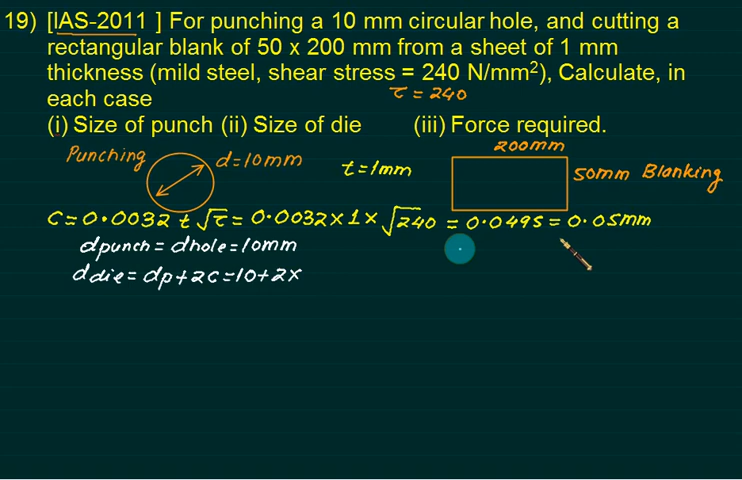 19) [IAS-2011 ] For punching a 10 mm circular hole, and cutting a
rectangular blank of 50 x 200 mm from a sheet of 1 mm
thickness (mild steel, shear stress = 240 N/mm²), Calculate, in
each case
τ = 240
(i) Size of punch (ii) Size of die (iii) Force required.
Punching d=10mm t=1mm 200mm 50mm Blanking
C=0.0032 t √τ = 0.0032×1×√240 = 0.0495 = 0.05mm
dpunch = dhole=10mm
d die = dp+2C=10+2x